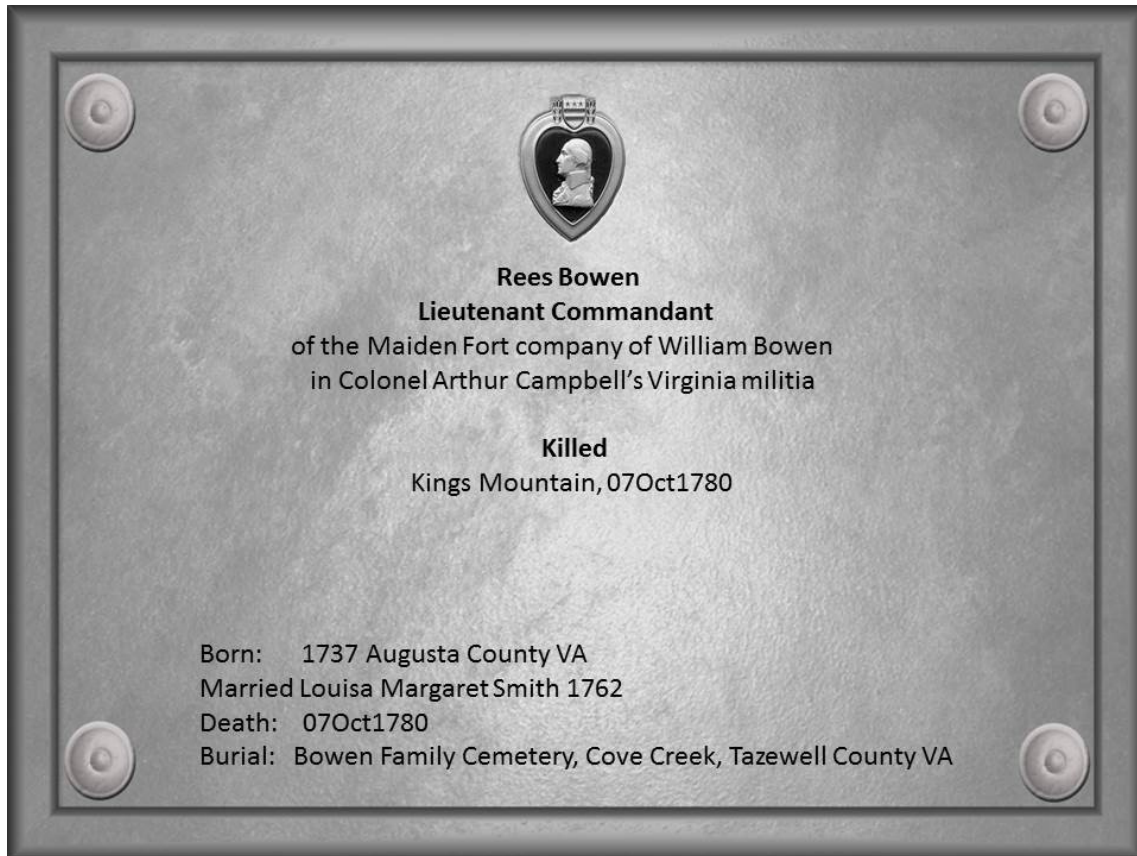 Rees Bowen
Lieutenant Commandant
of the Maiden Fort company of William Bowen
in Colonel Arthur Campbell's Virginia militia
Killed
Kings Mountain, 07Oct1780
Born: 1737 Augusta County VA
Married Louisa Margaret Smith 1762
Death: 07Oct1780
Burial: Bowen Family Cemetery, Cove Creek, Tazewell County VA